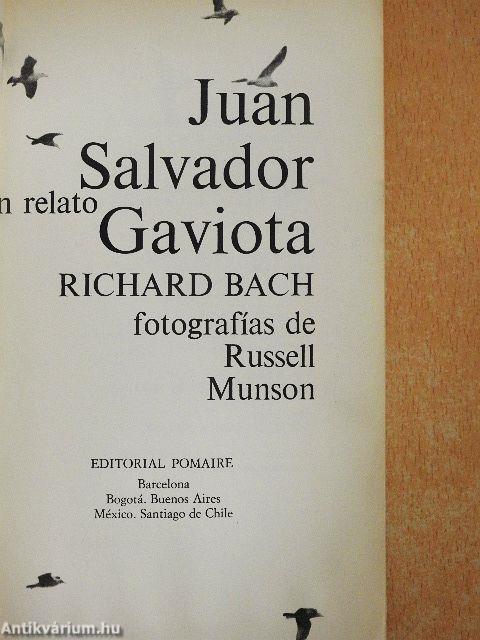 Juan
Salvador
n relato
Gaviota
RICHARD BACH
fotografías de
Russell
Munson
EDITORIAL POMAIRE
Barcelona
Bogotá. Buenos Aires
México. Santiago de Chile
Antikvárium.hu